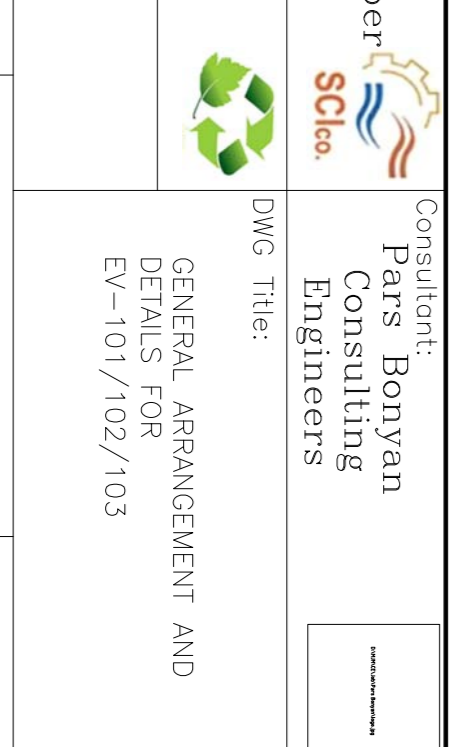 per
SCIco.
Consultant:
Pars Bonyan
Consulting
Engineers
DWG Title:
GENERAL ARRANGEMENT AND
DETAILS FOR
EV-101/102/103